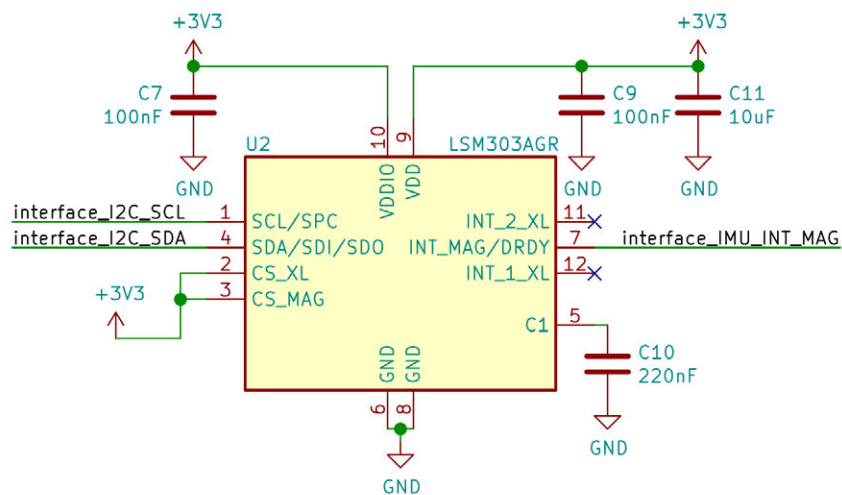 +3V3
+3V3
C7
100nF
C9
100nF
C11
10uF
GND
GND
GND
U2
LSM303AGR
10
9
VDDIO
VDD
interface_I2C_SCL
1
SCL/SPC
INT_2_XL
11
interface_I2C_SDA
4
SDA/SDI/SDO
INT_MAG/DRDY
7
interface_IMU_INT_MAG
2
CS_XL
INT_1_XL
12
+3V3
3
CS_MAG
C1
5
C10
220nF
GND
GND
GND
6
8
GND